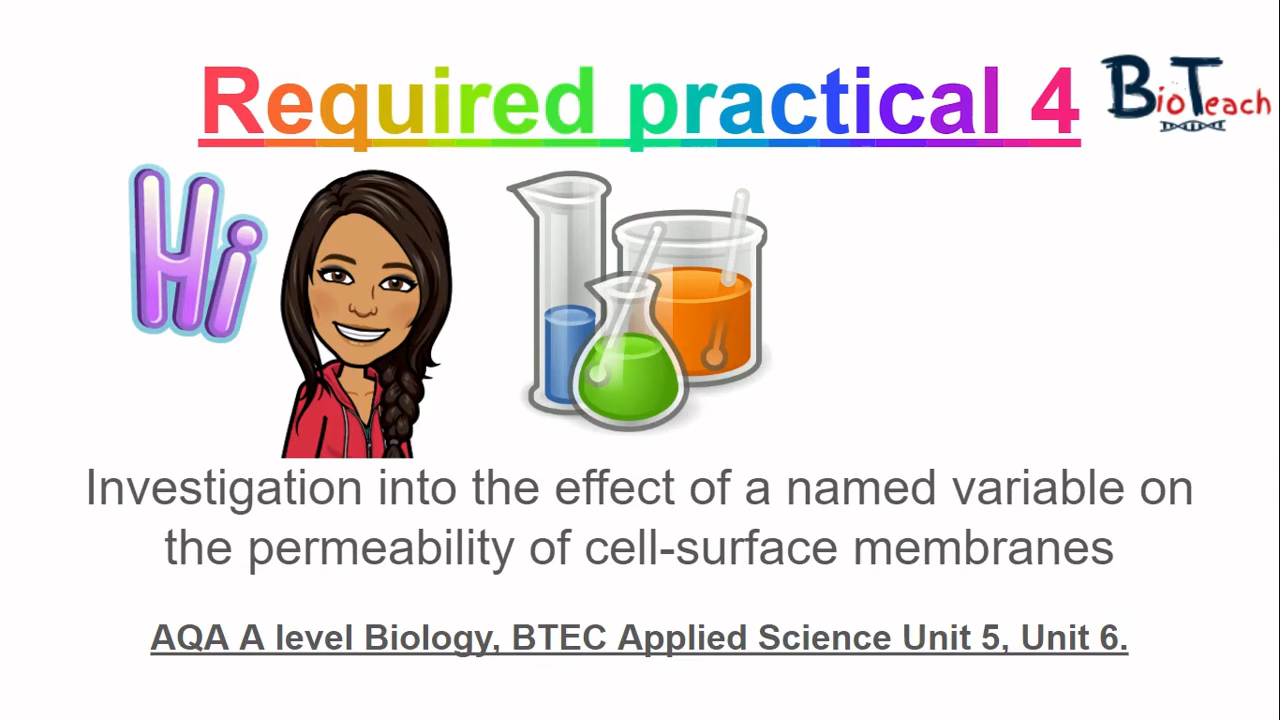 Required practical 4
BioTeach
Hi
Investigation into the effect of a named variable on
the permeability of cell-surface membranes
AQA A level Biology, BTEC Applied Science Unit 5, Unit 6.